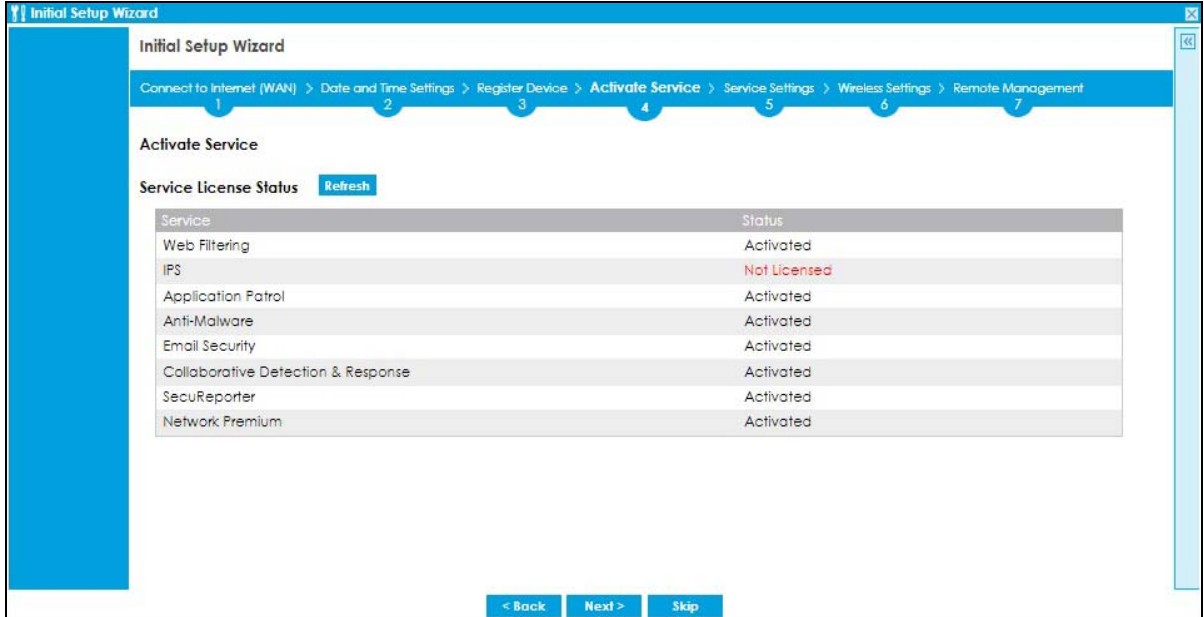 Initial Setup Wizard
Initial Setup Wizard
Connect to Internet (WAN) > Date and Time Settings > Register Device > Activate Service > Service Settings > Wireless Settings > Remote Management
1 2 3 4 5 6 7
Activate Service
Service License Status Refresh
Service Status
Web Filtering Activated
IPS Not Licensed
Application Patrol Activated
Anti-Malware Activated
Email Security Activated
Collaborative Detection & Response Activated
SecuReporter Activated
Network Premium Activated
< Back Next > Skip